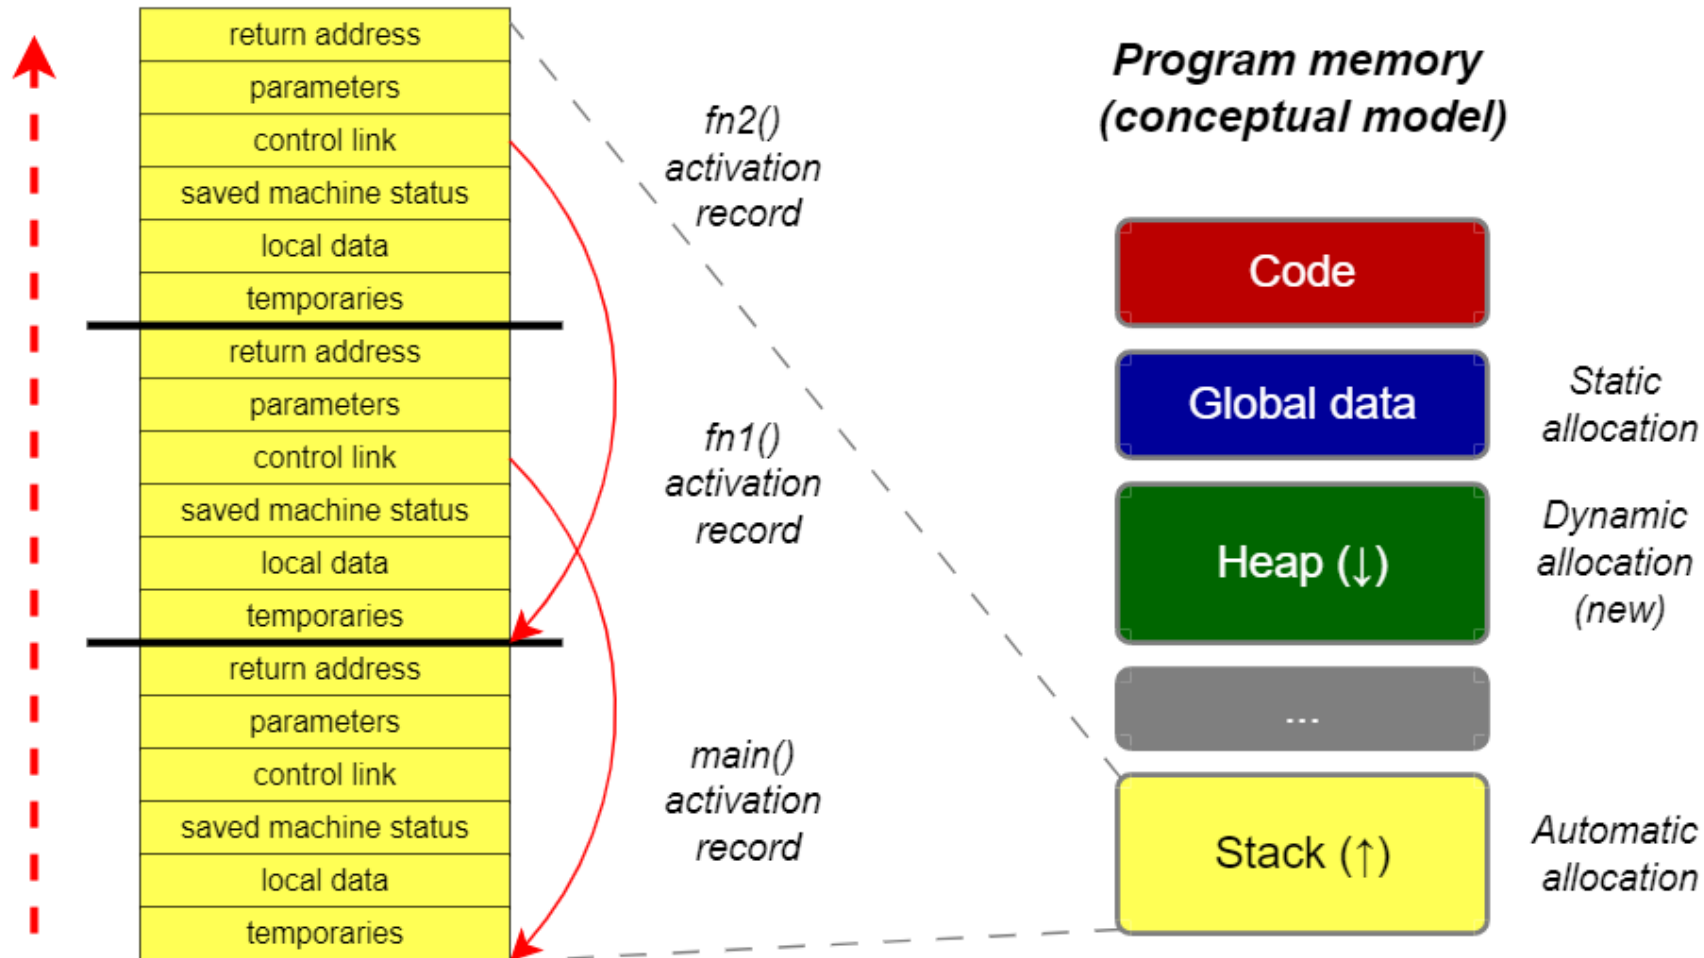 return address
parameters
control link
saved machine status
local data
temporaries
return address
parameters
control link
saved machine status
local data
temporaries
return address
parameters
control link
saved machine status
local data
temporaries
fn2()
activation
record
fn1()
activation
record
main()
activation
record
Program memory
(conceptual model)
Code
Global data
Static
allocation
Heap (↓)
Dynamic
allocation
(new)
...
Stack (↑)
Automatic
allocation